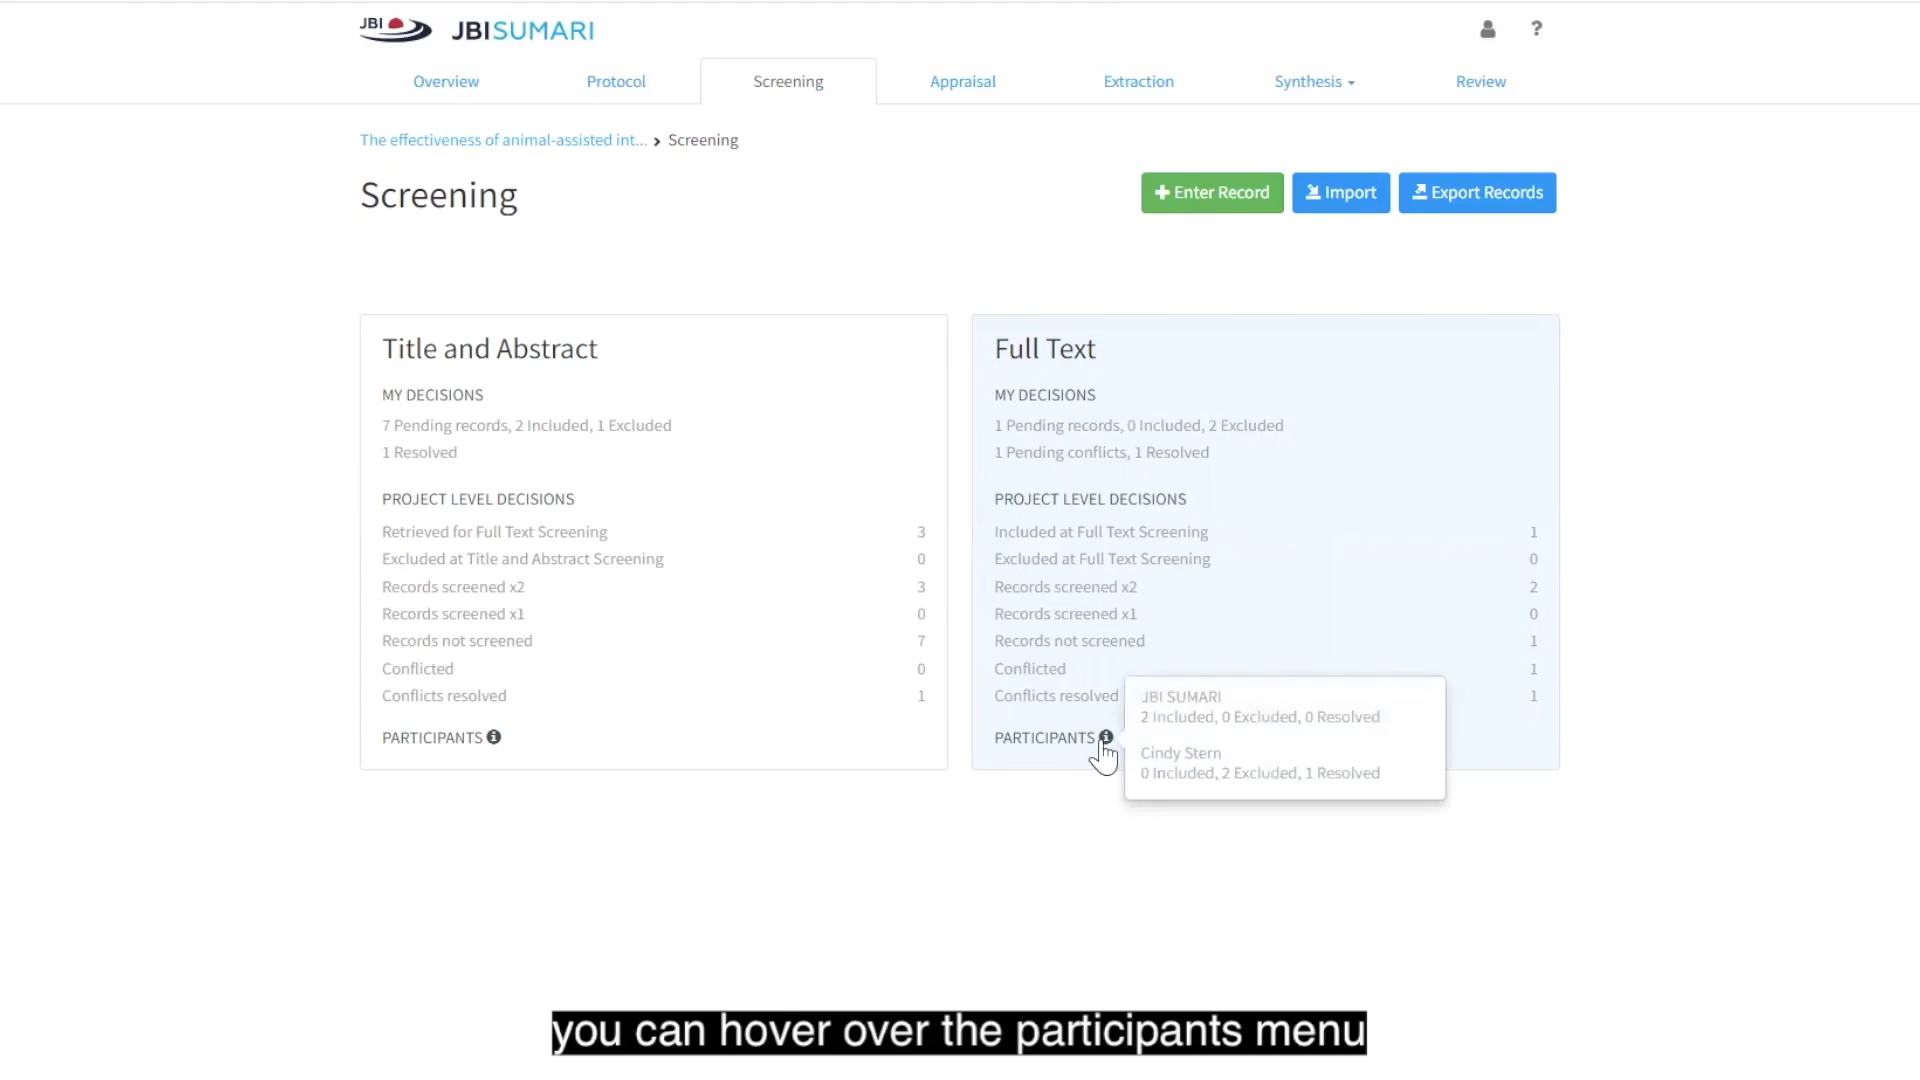 JBI JBISUMARI ?
Overview Protocol Screening Appraisal Extraction Synthesis Review
The effectiveness of animal-assisted int... › Screening
Screening
Enter Record Import Export Records
Title and Abstract
MY DECISIONS
7 Pending records, 2 Included, 1 Excluded
1 Resolved
PROJECT LEVEL DECISIONS
Retrieved for Full Text Screening 3
Excluded at Title and Abstract Screening 0
Records screened x2 3
Records screened x1 0
Records not screened 7
Conflicted 0
Conflicts resolved 1
PARTICIPANTS
Full Text
MY DECISIONS
1 Pending records, 0 Included, 2 Excluded
1 Pending conflicts, 1 Resolved
PROJECT LEVEL DECISIONS
Included at Full Text Screening 1
Excluded at Full Text Screening 0
Records screened x2 2
Records screened x1 0
Records not screened 1
Conflicted 1
Conflicts resolved 1
PARTICIPANTS
JBI SUMARI
2 Included, 0 Excluded, 0 Resolved
Cindy Stern
0 Included, 2 Excluded, 1 Resolved
you can hover over the participants menu